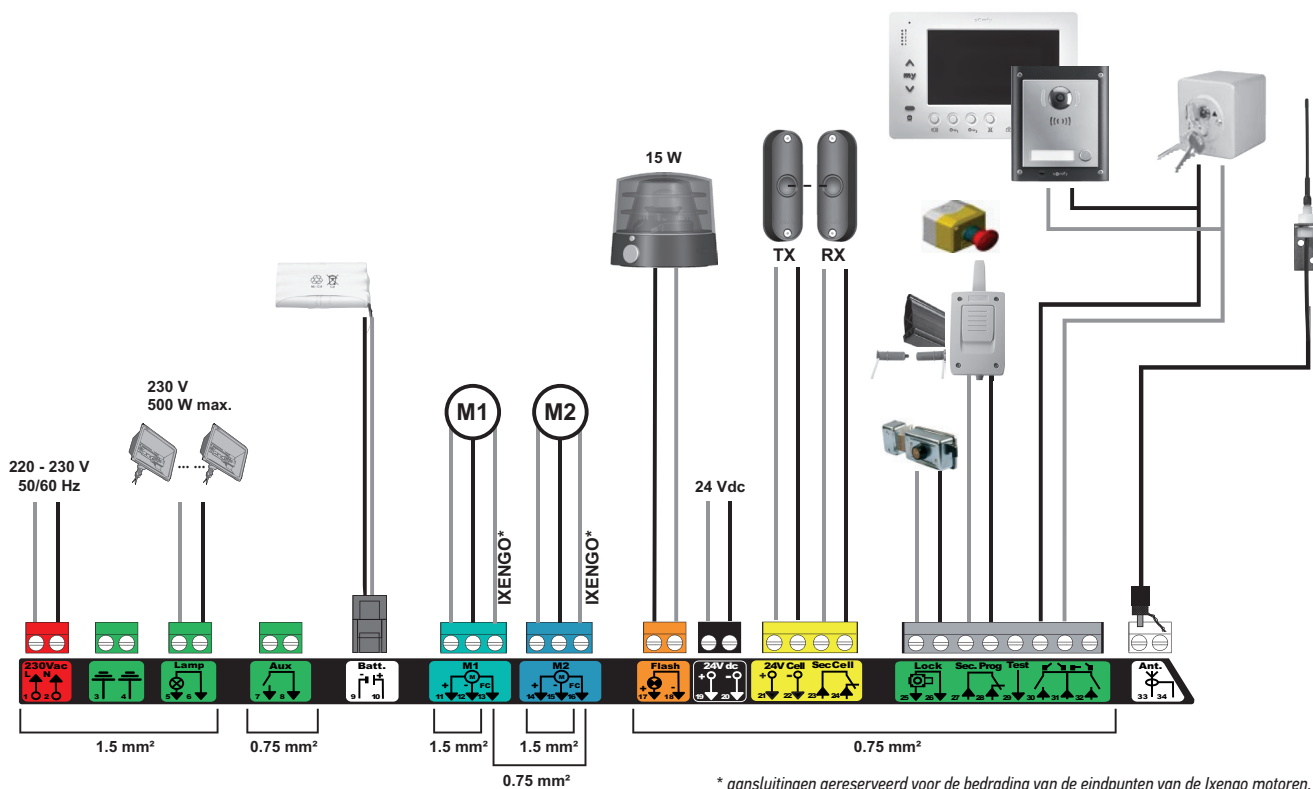 somfy
my
15 W
TX RX
230 V
500 W max.
M1
M2
220 - 230 V
50/60 Hz
24 Vdc
IXENGO*
IXENGO*
230Vac
L N
1 2
3 4
Lamp
5 6
Aux
7 8
Batt.
- +
9 10
M1
+ M - FC
11 12 13
M2
+ M - FC
14 15 16
Flash
17 18
24V dc
+ -
19 20
24V Cell
+ -
21 22
Sec Cell
23 24
Lock
25 26
Sec. Prog
27 28
Test
29 30 31 32
Ant.
33 34
1.5 mm²
0.75 mm²
1.5 mm²
1.5 mm²
0.75 mm²
0.75 mm²
* aansluitingen gereserveerd voor de bedrading van de eindpunten van de Ixengo motoren.